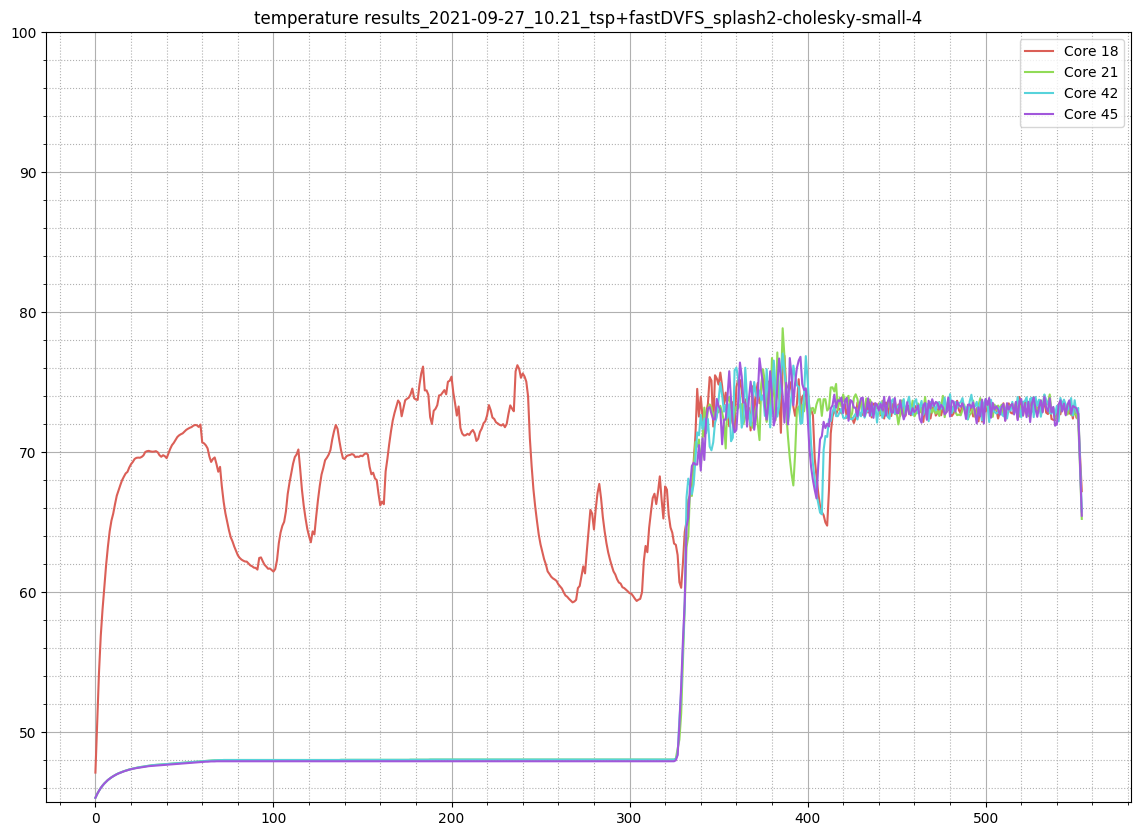 temperature results_2021-09-27_10.21_tsp+fastDVFS_splash2-cholesky-small-4
100
90
80
70
60
50
0 100 200 300 400 500
Core 18
Core 21
Core 42
Core 45